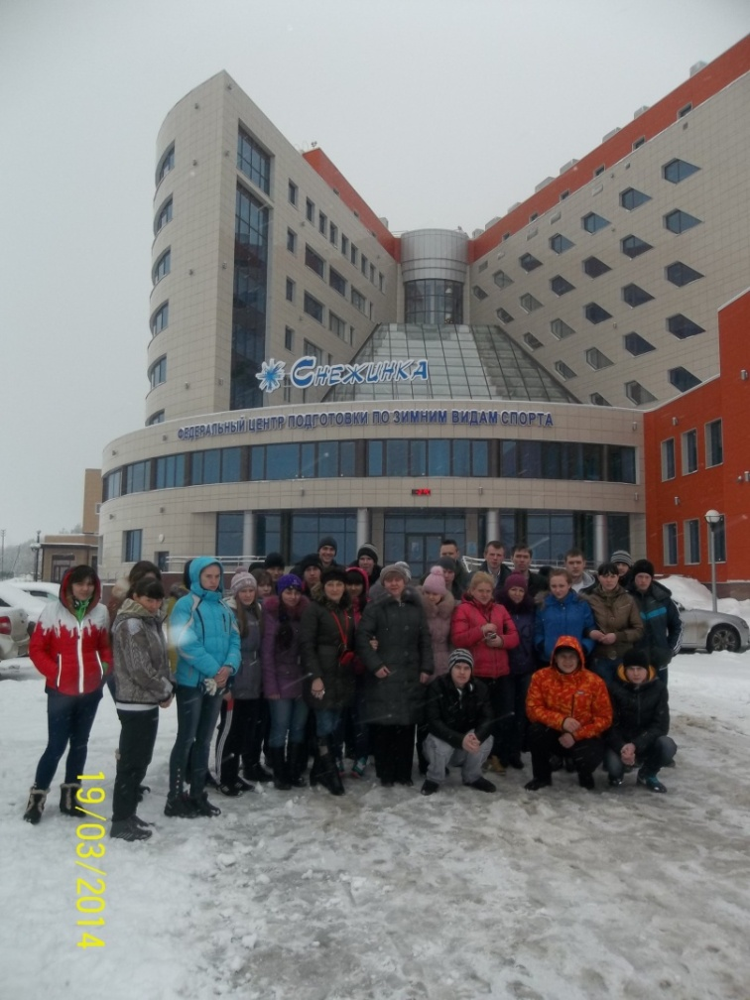 Снежинка
ФЕДЕРАЛЬНЫЙ ЦЕНТР ПОДГОТОВКИ ПО ЗИМНИМ ВИДАМ СПОРТА
19/03/2014